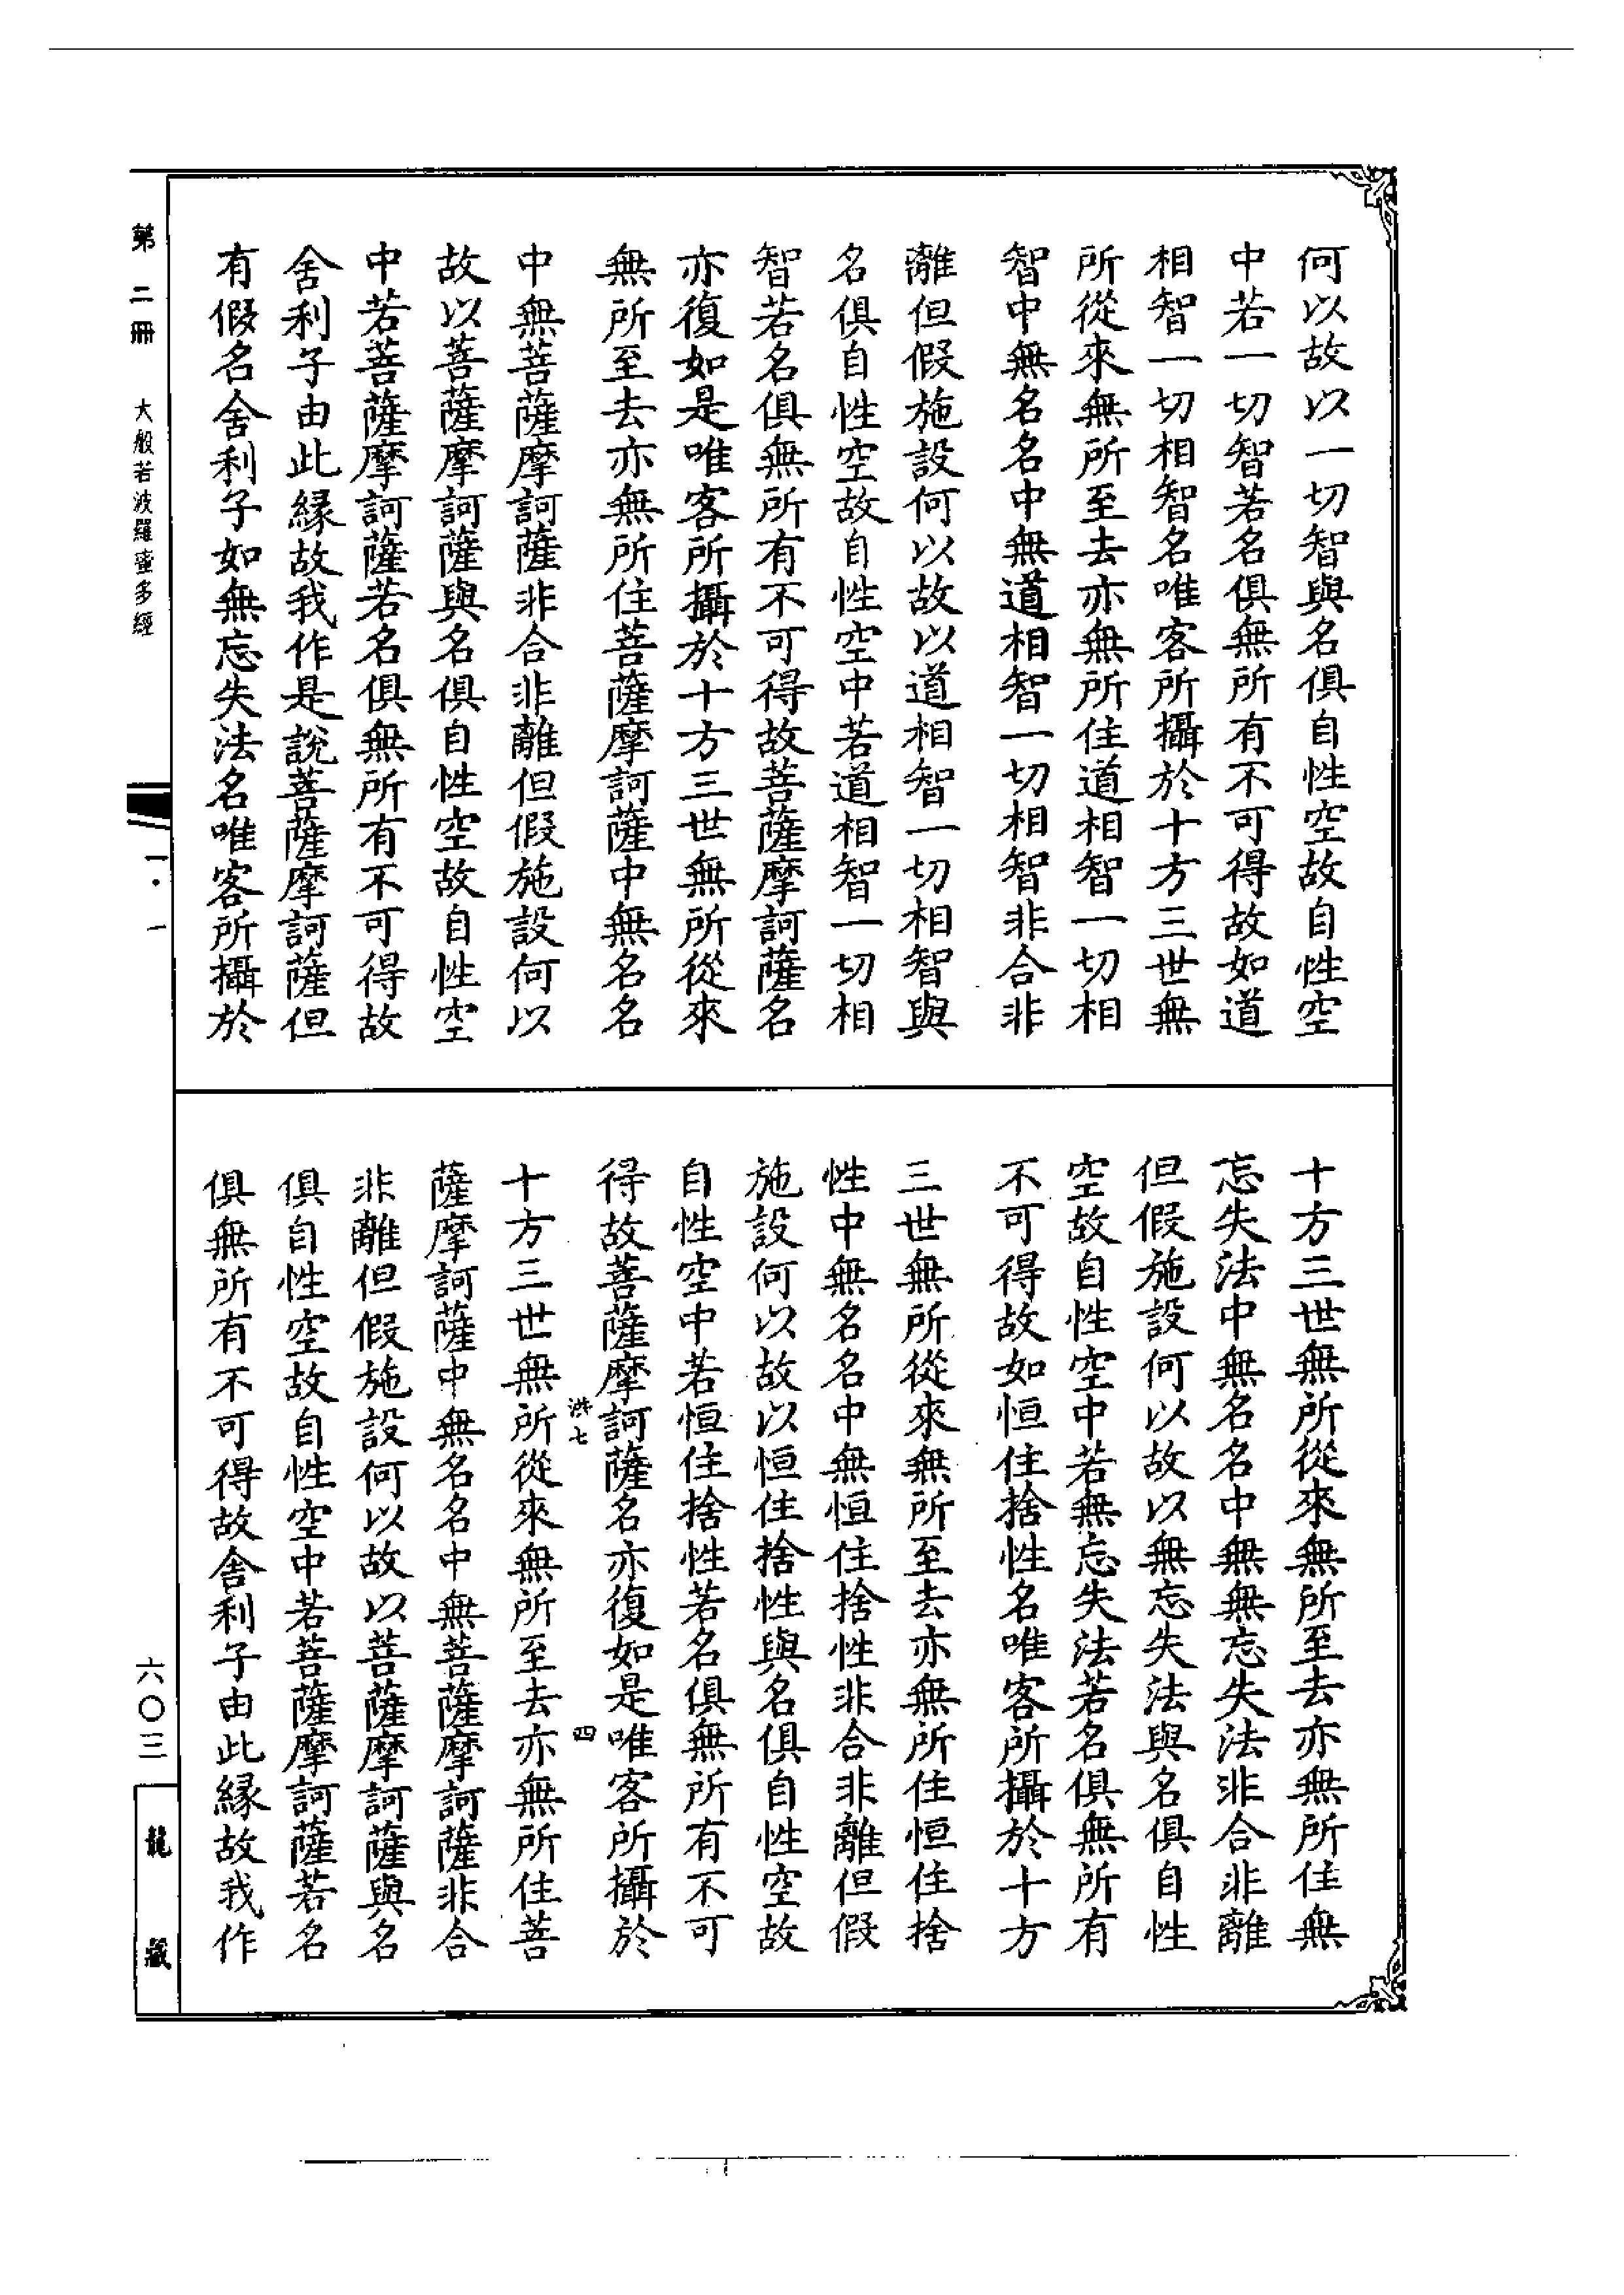 何以故以一切智與名俱自性空故自性空
中若一切智若名俱無所有不可得故如道
相智一切相智名唯客所攝於十方三世無
所從來無所至去亦無所住道相智一切相
智中無名名中無道相智一切相智非合非
離但假施設何以故以道相智一切相智與
名俱自性空故自性空中若道相智一切相
智若名俱無所有不可得故菩薩摩訶薩名
亦復如是唯客所攝於十方三世無所從來
無所至去亦無所住菩薩摩訶薩中無名名
中無菩薩摩訶薩非合非離但假施設何以
故以菩薩摩訶薩與名俱自性空故自性空
中若菩薩摩訶薩若名俱無所有不可得故
舍利子由此緣故我作是說菩薩摩訶薩但
有假名舍利子如無忘失法名唯客所攝於
十方三世無所從來無所至去亦無所住無
忘失法中無名名中無無忘失法非合非離
但假施設何以故以無忘失法與名俱自性
空故自性空中若無忘失法若名俱無所有
不可得故如恒住捨性名唯客所攝於十方
三世無所從來無所至去亦無所住恒住捨
性中無名名中無恒住捨性非合非離但假
施設何以故以恒住捨性與名俱自性空故
自性空中若恒住捨性若名俱無所有不可
得故菩薩摩訶薩名亦復如是唯客所攝於
洪七 四
十方三世無所從來無所至去亦無所住菩
薩摩訶薩中無名名中無菩薩摩訶薩非合
非離但假施設何以故以菩薩摩訶薩與名
俱自性空故自性空中若菩薩摩訶薩若名
俱無所有不可得故舍利子由此緣故我作
第二冊 大般若波羅蜜多經
一·一
六〇三
龍藏